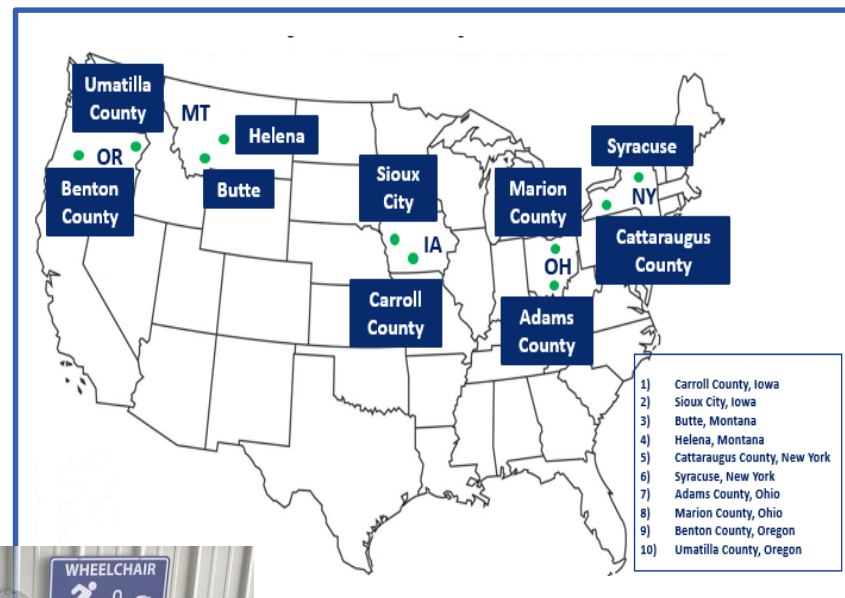 Umatilla
County
MT
Helena
OR
Butte
Benton
County
Sioux
City
IA
Carroll
County
Marion
County
OH
Adams
County
Syracuse
NY
Cattaraugus
County
1) Carroll County, Iowa
2) Sioux City, Iowa
3) Butte, Montana
4) Helena, Montana
5) Cattaraugus County, New York
6) Syracuse, New York
7) Adams County, Ohio
8) Marion County, Ohio
9) Benton County, Oregon
10) Umatilla County, Oregon
WHEELCHAIR